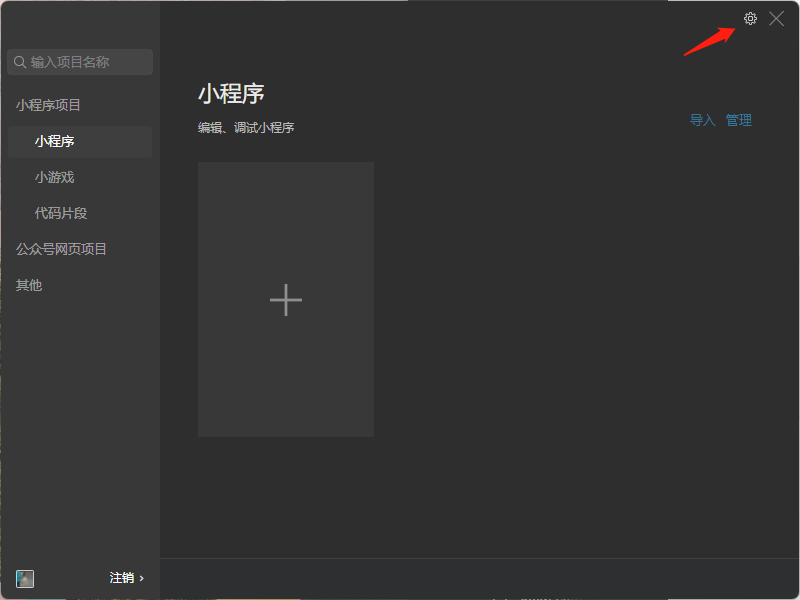 输入项目名称
小程序项目
小程序
小游戏
代码片段
公众号网页项目
其他
注销 ›
小程序
编辑、调试小程序
导入 管理